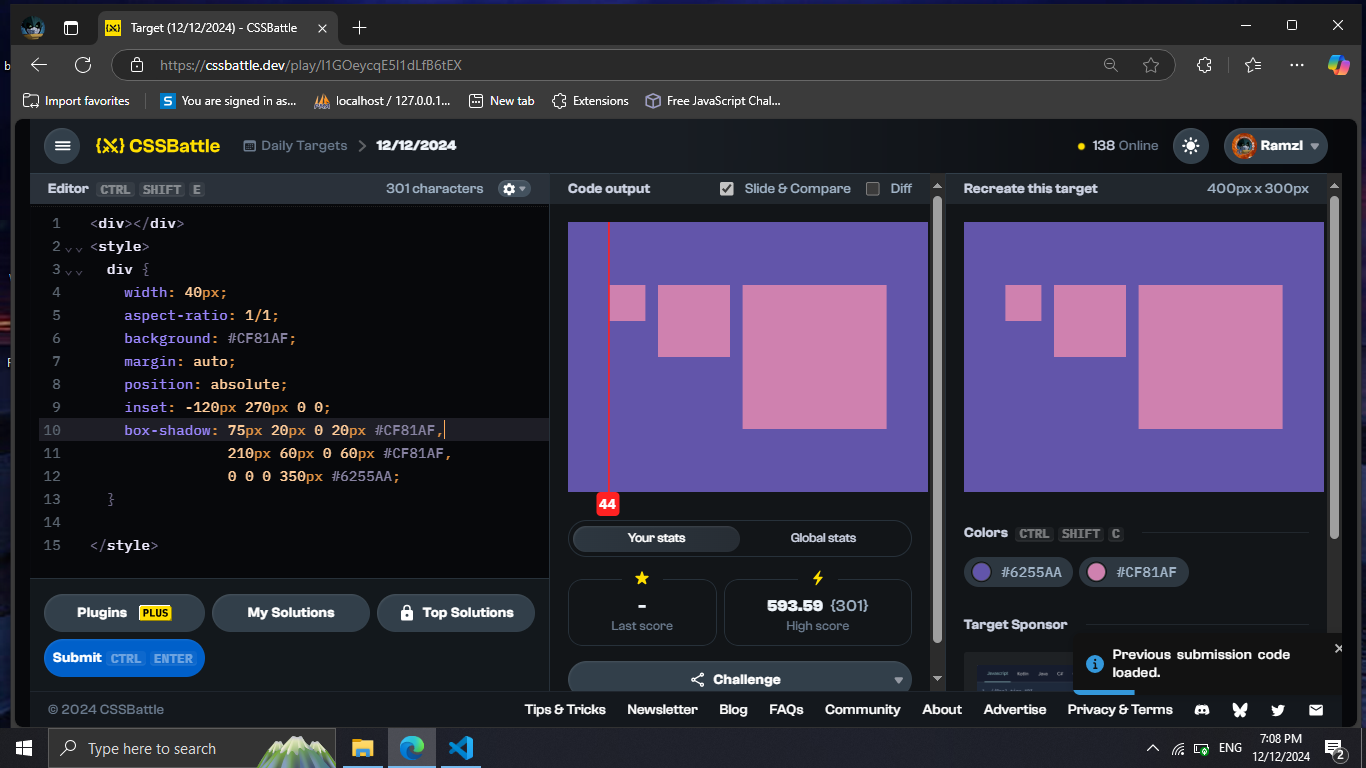 Target (12/12/2024) - CSSBattle
https://cssbattle.dev/play/I1GOeycqE5I1dLfB6tEX
Import favorites
You are signed in as...
localhost / 127.0.0.1...
New tab
Extensions
Free JavaScript Chal...
{X} CSSBattle
Daily Targets
12/12/2024
138 Online
Ramzl
Editor CTRL SHIFT E
301 characters
Code output
Slide & Compare
Diff
Recreate this target
400px x 300px
1 <div></div>
2 <style>
3 div {
4 width: 40px;
5 aspect-ratio: 1/1;
6 background: #CF81AF;
7 margin: auto;
8 position: absolute;
9 inset: -120px 270px 0 0;
10 box-shadow: 75px 20px 0 20px #CF81AF,
11 210px 60px 0 60px #CF81AF,
12 0 0 0 350px #6255AA;
13 }
14
15 </style>
44
Your stats
Global stats
-
Last score
593.59 {301}
High score
Challenge
Colors CTRL SHIFT C
#6255AA
#CF81AF
Target Sponsor
Previous submission code
loaded.
Plugins PLUS
My Solutions
Top Solutions
Submit CTRL ENTER
© 2024 CSSBattle
Tips & Tricks
Newsletter
Blog
FAQs
Community
About
Advertise
Privacy & Terms
Type here to search
ENG
7:08 PM
12/12/2024
2